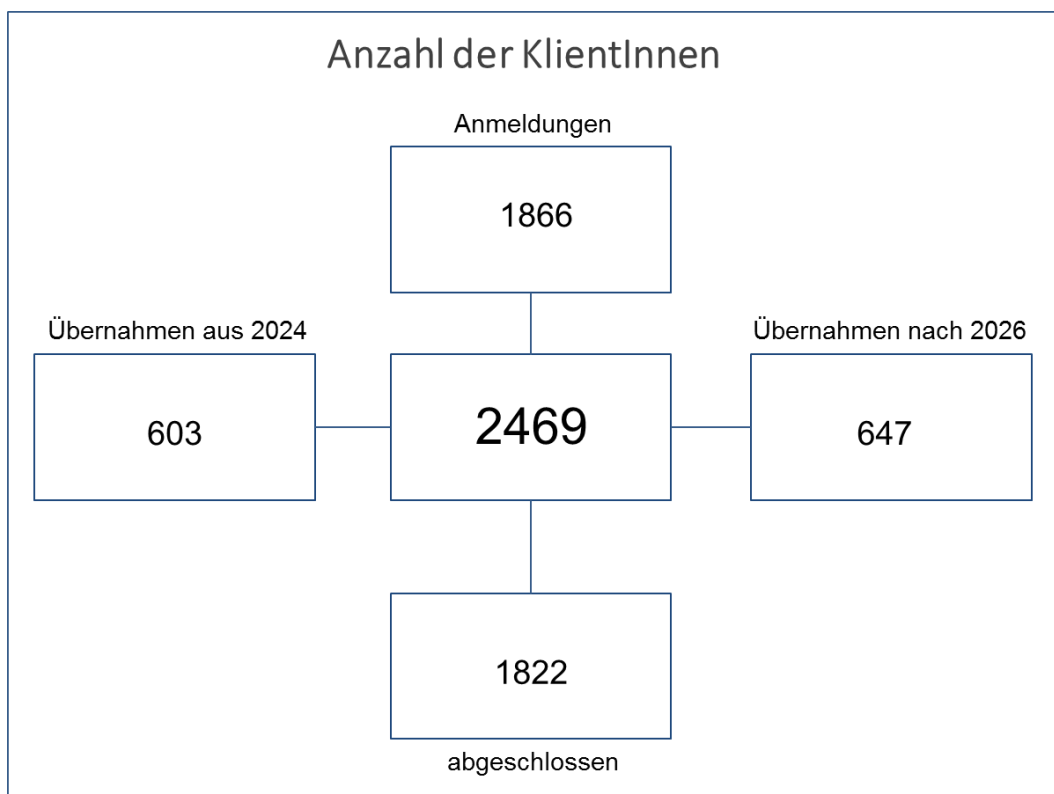 Anzahl der KlientInnen
Anmeldungen
1866
Übernahmen aus 2024
Übernahmen nach 2026
603
2469
647
1822
abgeschlossen